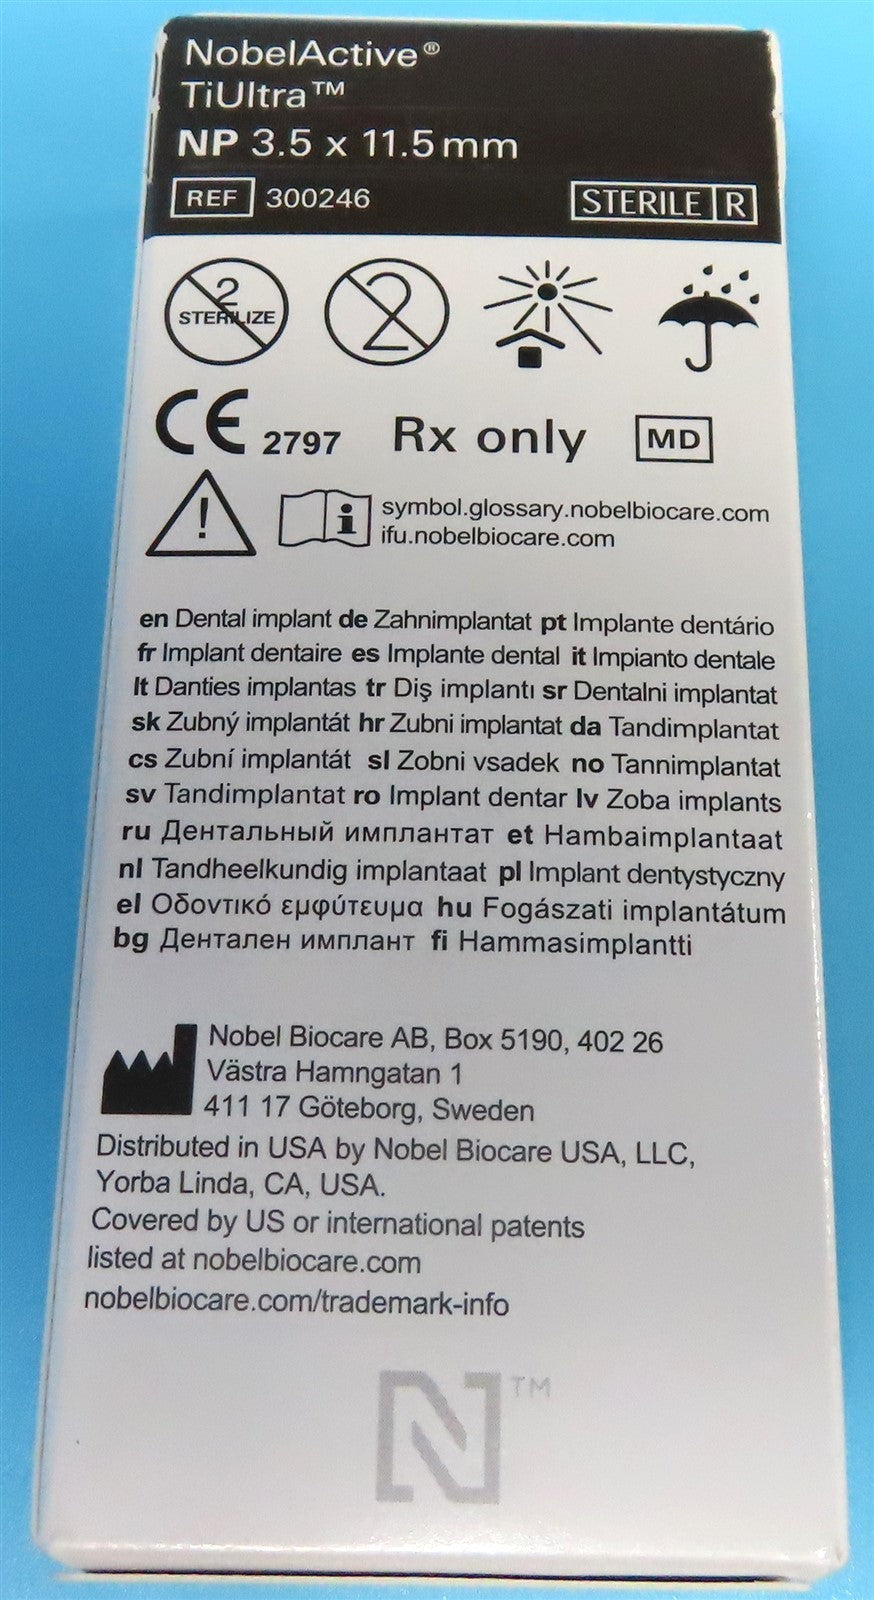 NobelActive®
TiUltra™
NP 3.5 x 11.5 mm
REF 300246
STERILE R
2
STERILIZE
2
CE 2797 Rx only MD
! i symbol.glossary.nobelbiocare.com
ifu.nobelbiocare.com
en Dental implant de Zahnimplantat pt Implante dentário
fr Implant dentaire es Implante dental it Impianto dentale
lt Danties implantas tr Diş implantı sr Dentalni implantat
sk Zubný implantát hr Zubni implantat da Tandimplantat
cs Zubní implantát sl Zobni vsadek no Tannimplantat
sv Tandimplantat ro Implant dentar lv Zoba implants
ru Дентальный имплантат et Hambaimplantaat
nl Tandheelkundig implantaat pl Implant dentystyczny
el Οδοντικό εμφύτευμα hu Fogászati implantátum
bg Дентален имплант fi Hammasimplantti
Nobel Biocare AB, Box 5190, 402 26
Västra Hamngatan 1
411 17 Göteborg, Sweden
Distributed in USA by Nobel Biocare USA, LLC,
Yorba Linda, CA, USA.
Covered by US or international patents
listed at nobelbiocare.com
nobelbiocare.com/trademark-info
N™